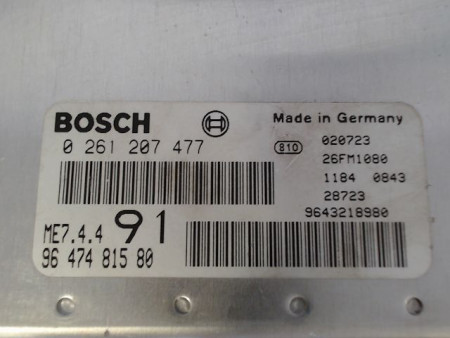 BOSCH
Made in Germany
0 261 207 477
810
020723
26FM1080
1184 0843
28723
9643218980
ME7.4.4 91
96 474 815 80